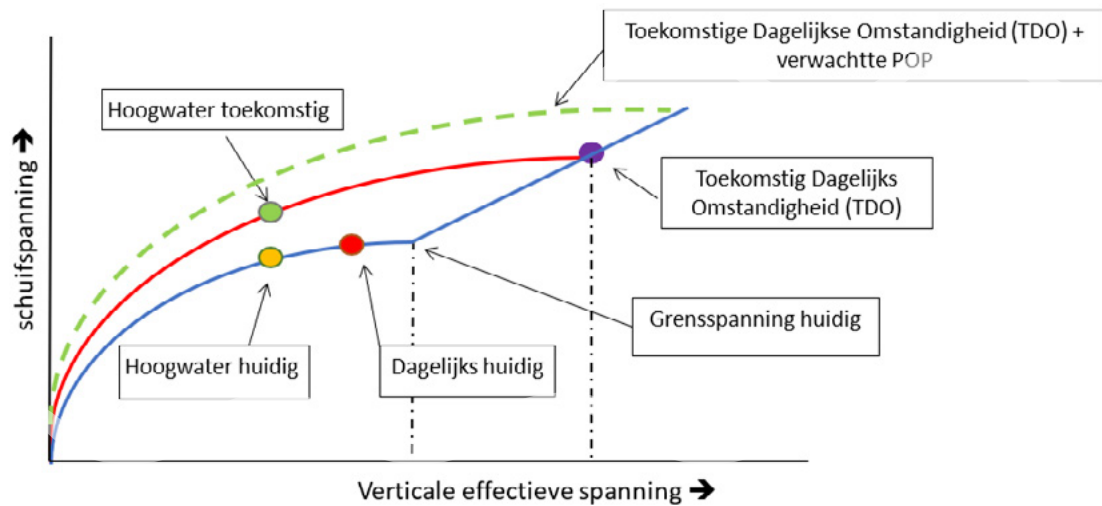 Toekomstige Dagelijkse Omstandigheid (TDO) +
verwachtte POP
Hoogwater toekomstig
schuifspanning ➔
Toekomstig Dagelijks
Omstandigheid (TDO)
Grensspanning huidig
Hoogwater huidig
Dagelijks huidig
Verticale effectieve spanning ➔